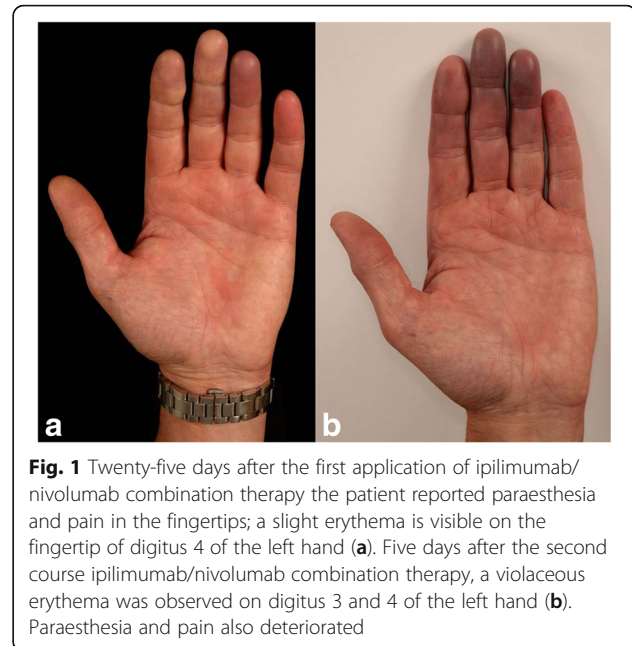 a
b
Fig. 1 Twenty-five days after the first application of ipilimumab/
nivolumab combination therapy the patient reported paraesthesia
and pain in the fingertips; a slight erythema is visible on the
fingertip of digitus 4 of the left hand (a). Five days after the second
course ipilimumab/nivolumab combination therapy, a violaceous
erythema was observed on digitus 3 and 4 of the left hand (b).
Paraesthesia and pain also deteriorated